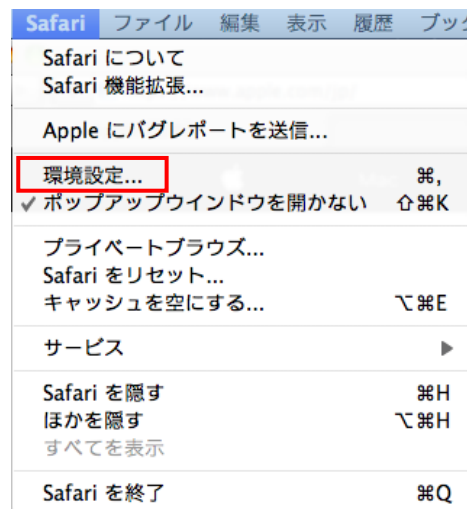 Safari ファイル 編集 表示 履歴 ブッ
Safari について
Safari 機能拡張...
Apple にバグレポートを送信...
環境設定... ⌘,
✓ ポップアップウインドウを開かない ⇧⌘K
プライベートブラウズ...
Safari をリセット...
キャッシュを空にする... ⌥⌘E
サービス ▶
Safari を隠す ⌘H
ほかを隠す ⌥⌘H
すべてを表示
Safari を終了 ⌘Q